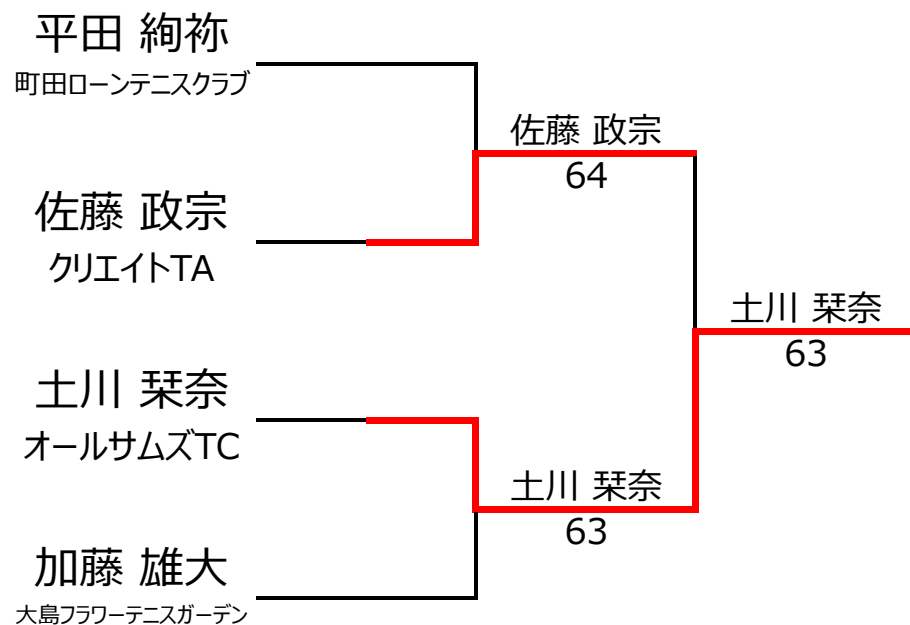 平田 絢祢
町田ローンテニスクラブ
佐藤 政宗
64
佐藤 政宗
クリエイトTA
土川 栞奈
63
土川 栞奈
オールサムズTC
土川 栞奈
63
加藤 雄大
大島フラワーテニスガーデン